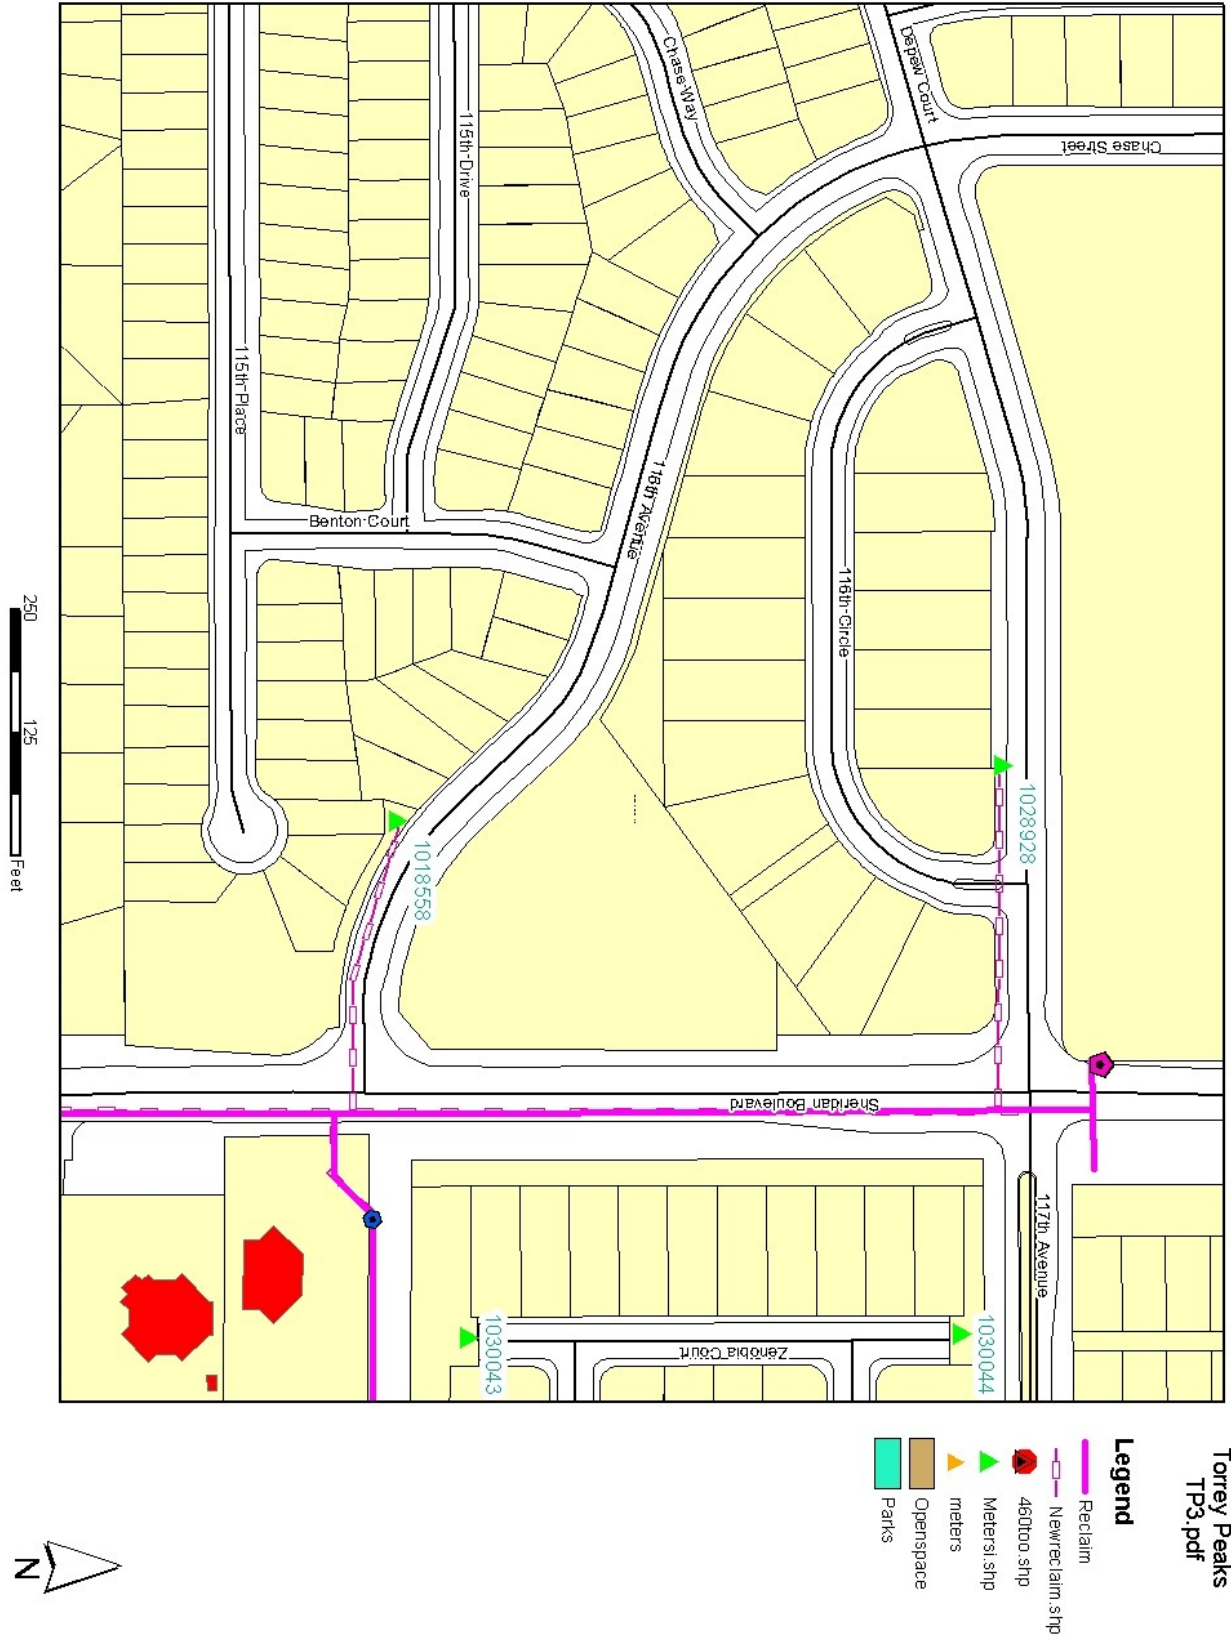 Torrey Peaks
TP3.pdf
Legend
Reclaim
Newreclaim.shp
460too.shp
Metersi.shp
meters
Openspace
Parks
Depew Court
Chase Way
Chase Street
115th Drive
115th Place
Benton Court
118th Avenue
116th Circle
1028928
1018558
Sheridan Boulevard
117th Avenue
1030044
1030043
Zenobia Court
250
125
Feet
N